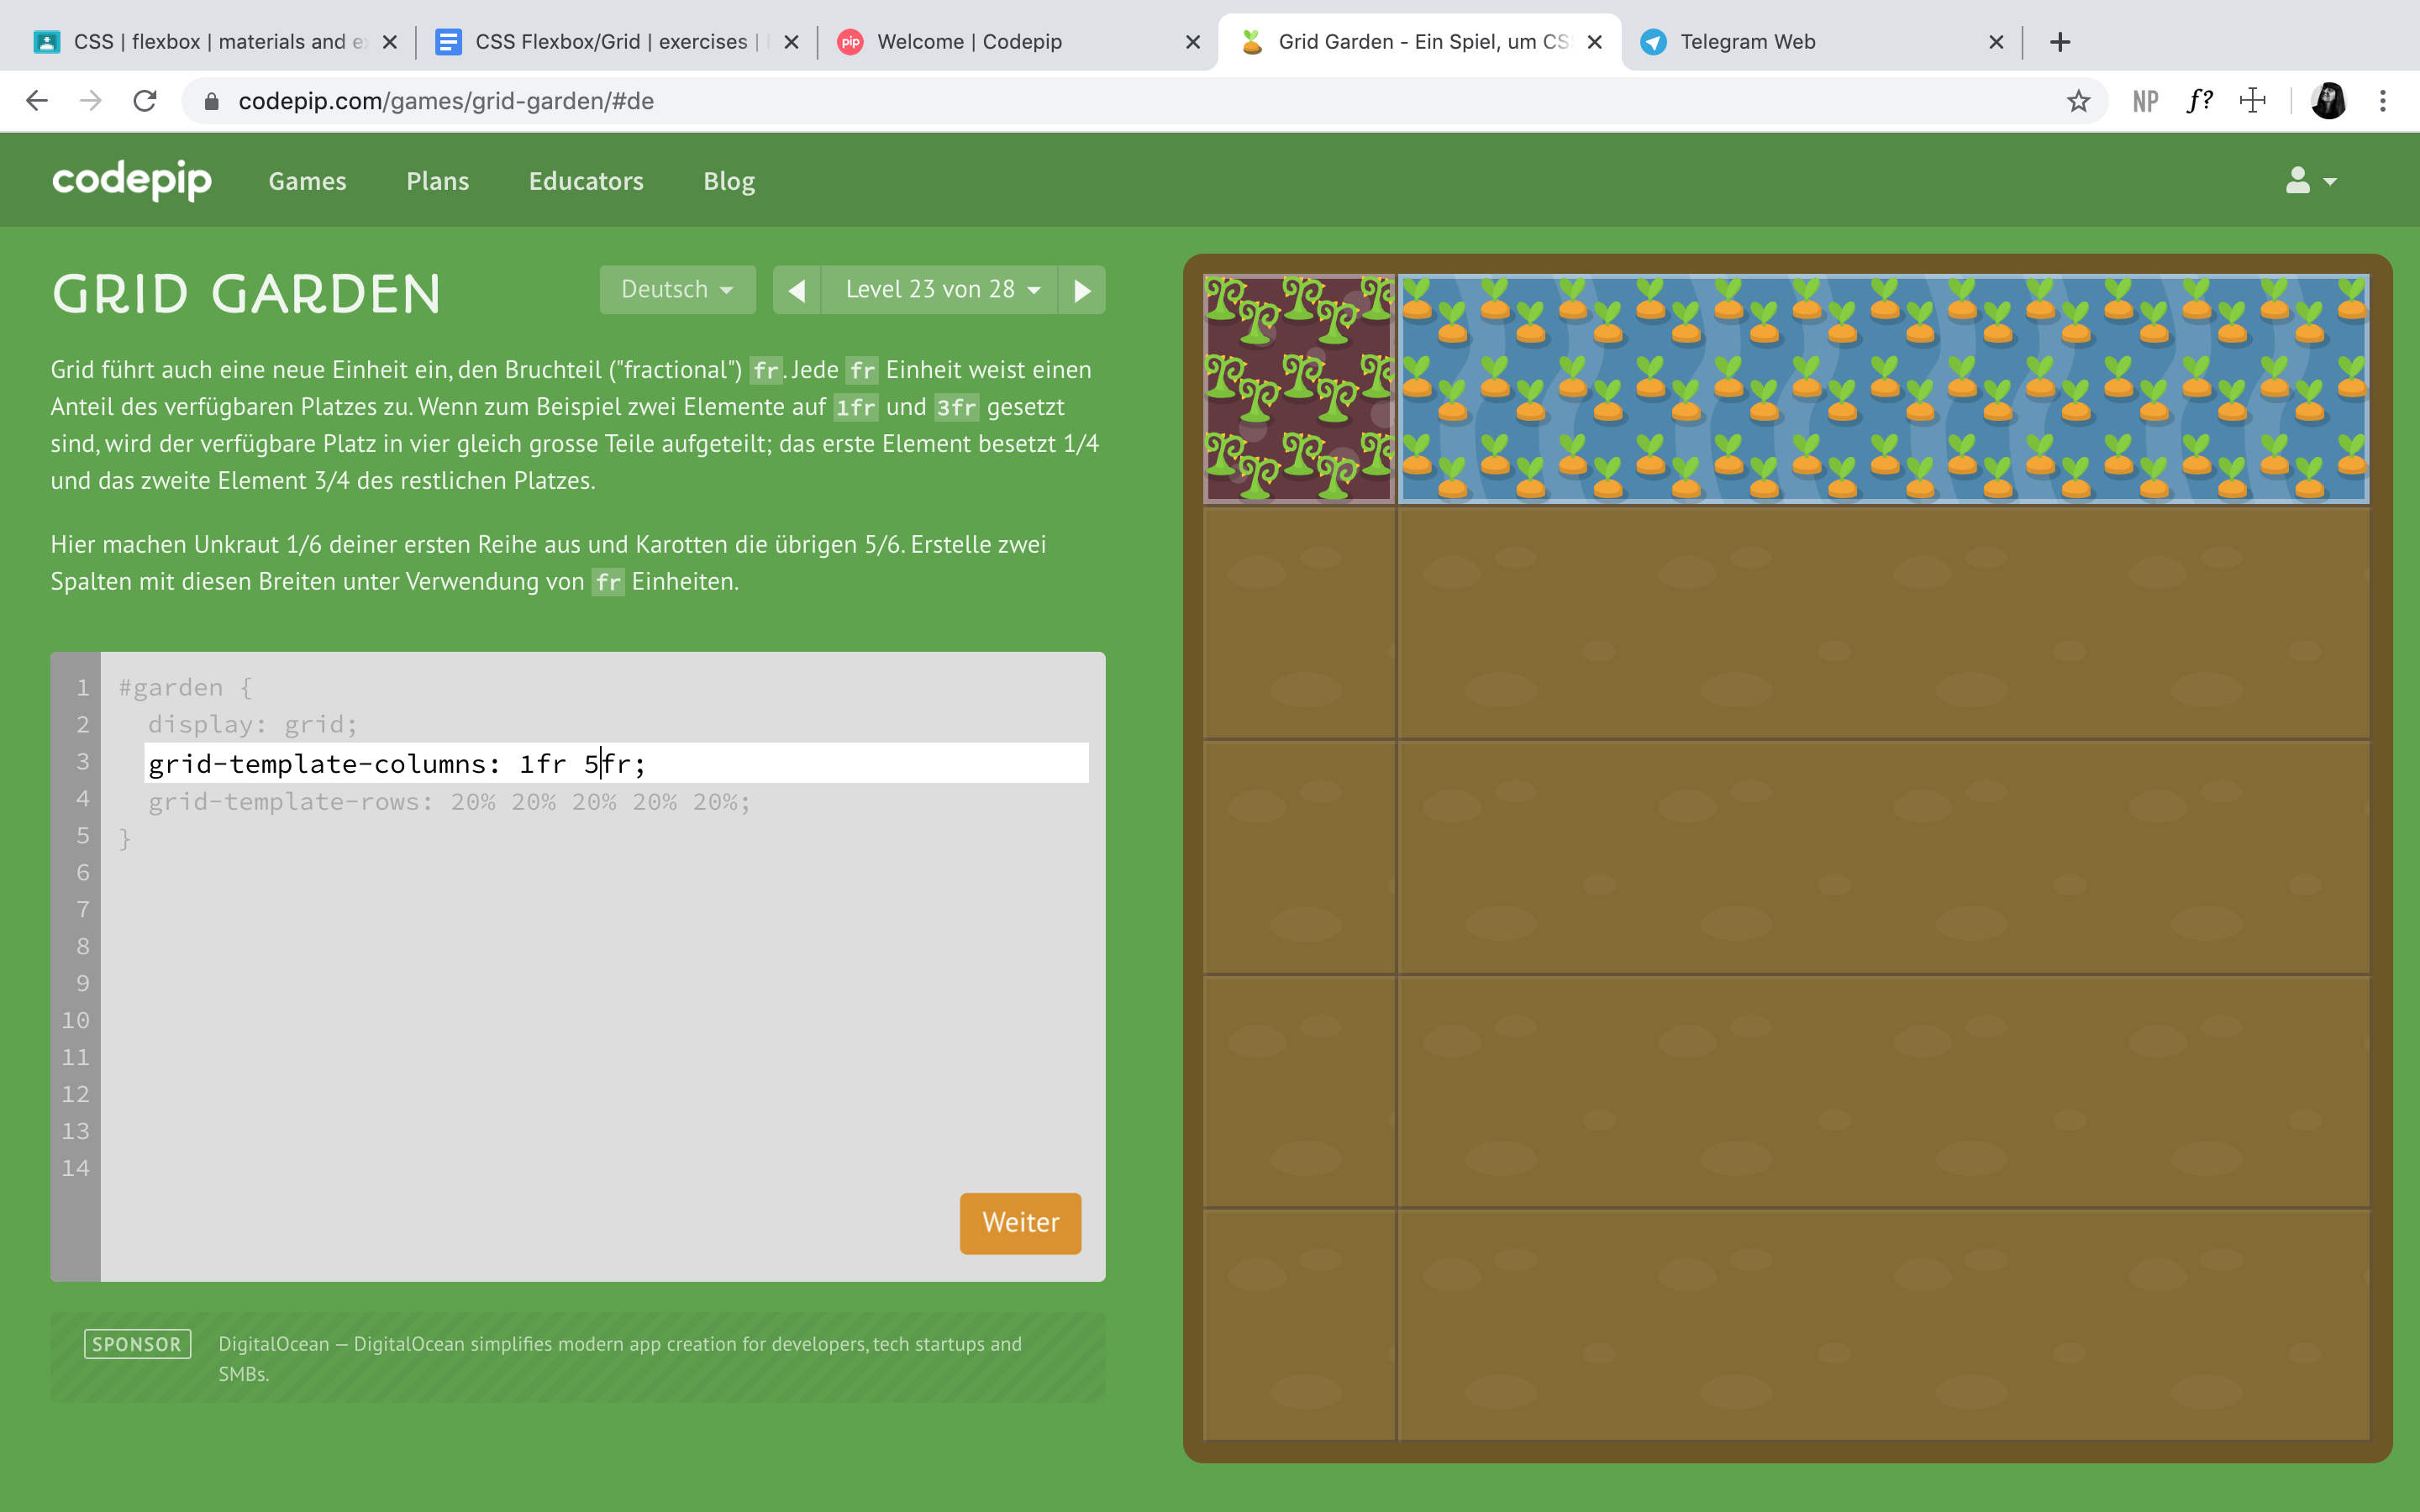 CSS | flexbox | materials and e
CSS Flexbox/Grid | exercises |
Welcome | Codepip
Grid Garden - Ein Spiel, um CS
Telegram Web
codepip.com/games/grid-garden/#de
NP
f?
codepip
Games
Plans
Educators
Blog
GRID GARDEN
Deutsch
Level 23 von 28
Grid führt auch eine neue Einheit ein, den Bruchteil ("fractional") fr. Jede fr Einheit weist einen
Anteil des verfügbaren Platzes zu. Wenn zum Beispiel zwei Elemente auf 1fr und 3fr gesetzt
sind, wird der verfügbare Platz in vier gleich grosse Teile aufgeteilt; das erste Element besetzt 1/4
und das zweite Element 3/4 des restlichen Platzes.
Hier machen Unkraut 1/6 deiner ersten Reihe aus und Karotten die übrigen 5/6. Erstelle zwei
Spalten mit diesen Breiten unter Verwendung von fr Einheiten.
1 #garden {
2 display: grid;
3 grid-template-columns: 1fr 5fr;
4 grid-template-rows: 20% 20% 20% 20% 20%;
5 }
6
7
8
9
10
11
12
13
14
Weiter
SPONSOR
DigitalOcean — DigitalOcean simplifies modern app creation for developers, tech startups and
SMBs.